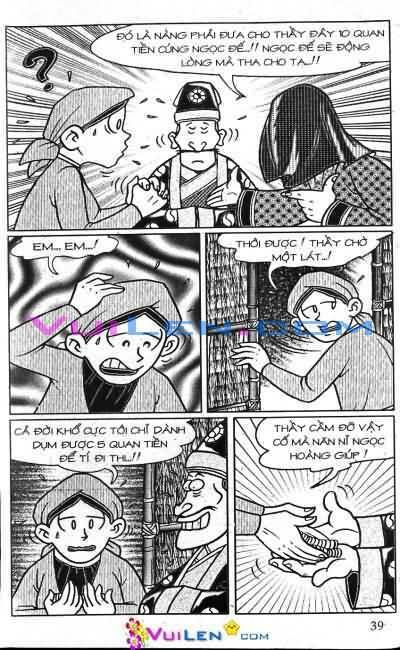 ĐÓ LÀ NÀNG PHẢI ĐƯA CHO THẦY ĐÂY 10 QUAN
TIỀN CÚNG NGỌC ĐẾ...!! NGỌC ĐẾ SẼ ĐỘNG
LÒNG MÀ THA CHO TA...!!
?
EM... EM...!
THÔI ĐƯỢC ! THẦY CHỜ
MỘT LÁT..!
VUILEN.COM
CẢ ĐỜI KHỔ CỰC TÔI CHỈ DÀNH
DỤM ĐƯỢC 5 QUAN TIỀN
ĐỂ TÍ ĐI THI...!!
THẦY CẦM ĐỠ VẬY
CỐ MÀ NĂN NỈ NGỌC
HOÀNG GIÚP !
39
VUILEN.COM